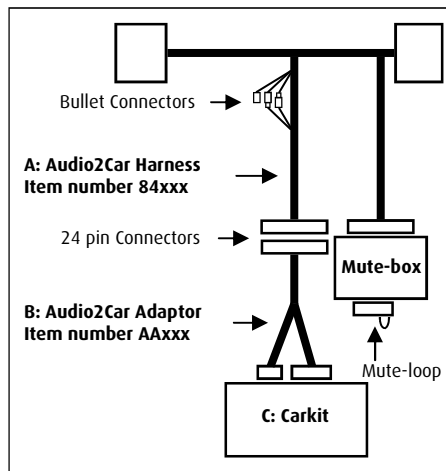 Bullet Connectors
A: Audio2Car Harness
Item number 84xxx
24 pin Connectors
Mute-box
B: Audio2Car Adaptor
Item number AAxxx
Mute-loop
C: Carkit